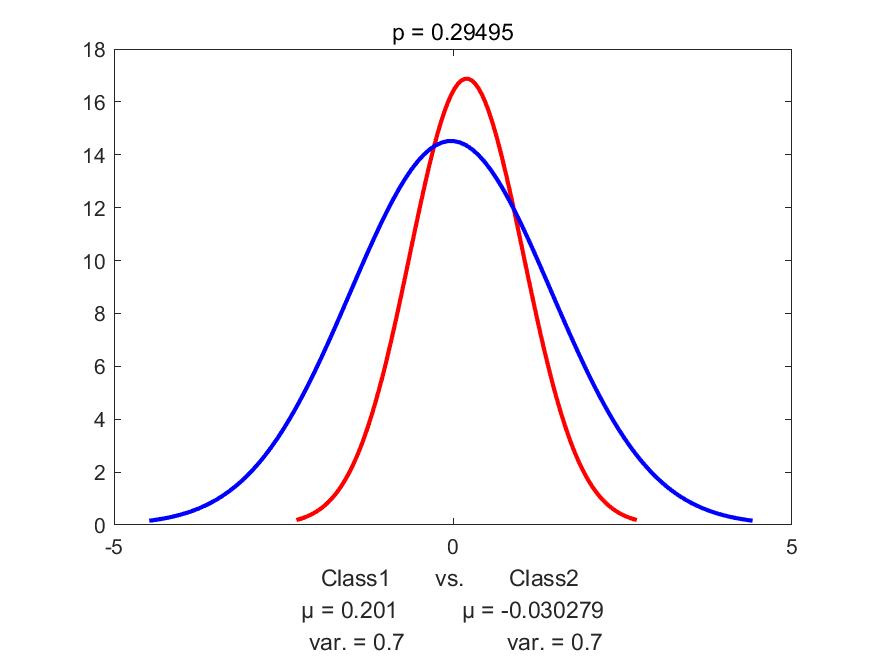 p = 0.29495
18
16
14
12
10
8
6
4
2
0
-5 0 5
Class1 vs. Class2
μ = 0.201 μ = -0.030279
var. = 0.7 var. = 0.7